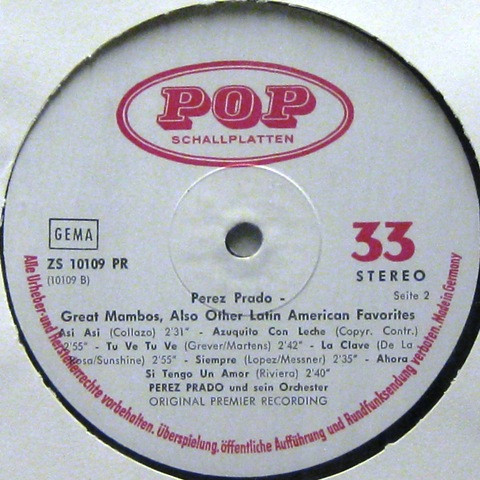 POP
SCHALLPLATTEN
GEMA
33
ZS 10109 PR
STEREO
(10109 B)
Seite 2
Perez Prado -
Great Mambos, Also Other Latin American Favorites
Asi Asi (Collazo) 2'31" - Azuquito Con Leche (Copyr. Contr.)
2'55" - Tu Ve Tu Ve (Grever/Martens) 2'42" - La Clave (De La
Rosa/Sunshine) 2'55" - Siempre (Lopez/Messner) 2'35" - Ahora
Si Tengo Un Amor (Riviera) 2'40"
PEREZ PRADO und sein Orchester
ORIGINAL PREMIER RECORDING
Alle Urheber- und Herstellerrechte vorbehalten. Überspielung, öffentliche Aufführung und Rundfunksendung verboten. Made in Germany